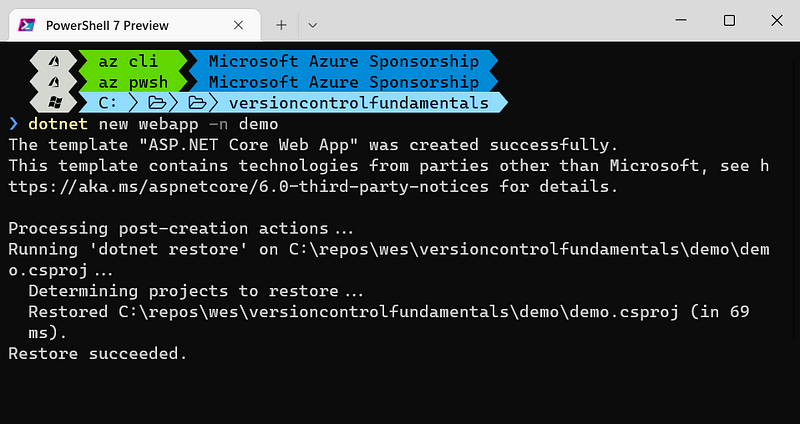 PowerShell 7 Preview
az cli Microsoft Azure Sponsorship
az pwsh Microsoft Azure Sponsorship
C: versioncontrolfundamentals
❯ dotnet new webapp -n demo
The template "ASP.NET Core Web App" was created successfully.
This template contains technologies from parties other than Microsoft, see h
ttps://aka.ms/aspnetcore/6.0-third-party-notices for details.
Processing post-creation actions...
Running 'dotnet restore' on C:\repos\wes\versioncontrolfundamentals\demo\dem
o.csproj...
Determining projects to restore...
Restored C:\repos\wes\versioncontrolfundamentals\demo\demo.csproj (in 69
ms).
Restore succeeded.